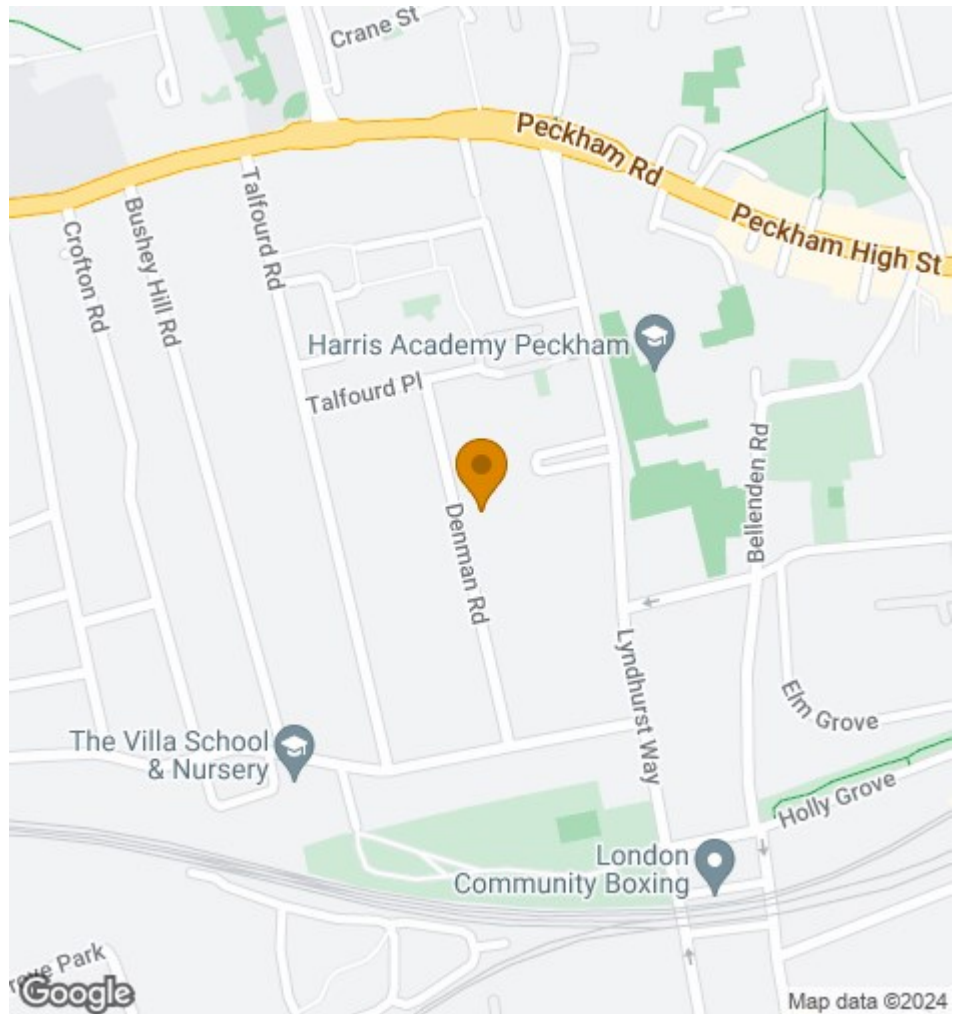 Crane St
Peckham Rd
Peckham High St
Talfourd Rd
Bushey Hill Rd
Crofton Rd
Harris Academy Peckham
Talfourd Pl
Bellenden Rd
Denman Rd
Lyndhurst Way
Elm Grove
The Villa School
& Nursery
Holly Grove
London
Community Boxing
rove Park
Google
Map data ©2024